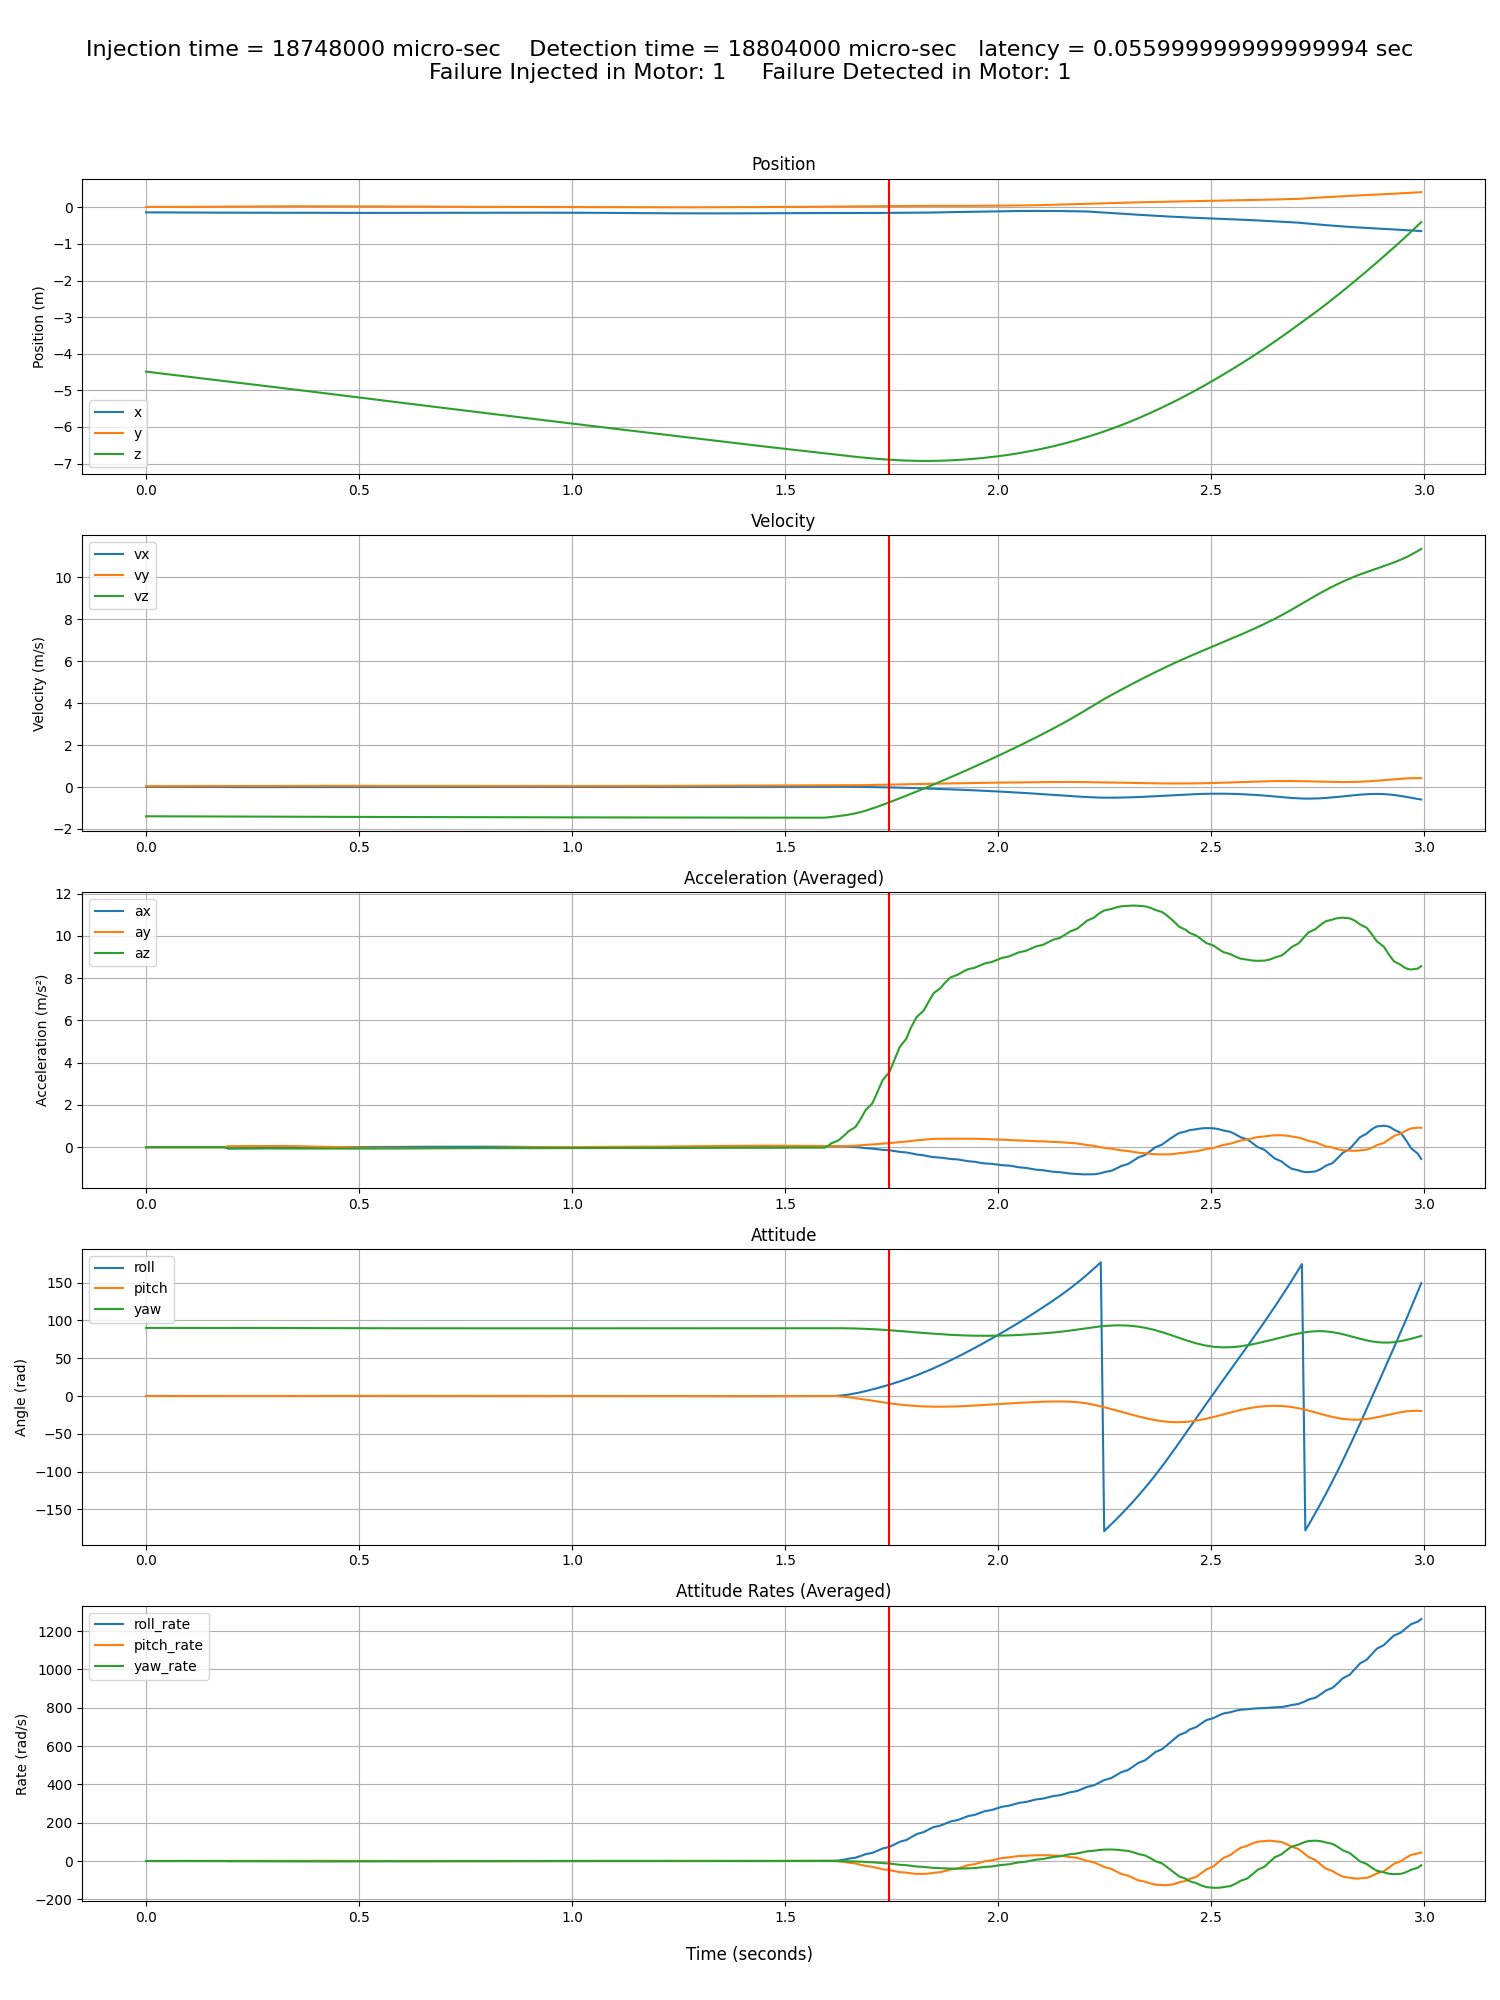 Injection time = 18748000 micro-sec    Detection time = 18804000 micro-sec   latency = 0.055999999999999994 sec
Failure Injected in Motor: 1     Failure Detected in Motor: 1
Position
Position (m)
0
−1
−2
−3
−4
−5
−6
−7
x
y
z
0.0 0.5 1.0 1.5 2.0 2.5 3.0
Velocity
Velocity (m/s)
10
8
6
4
2
0
−2
vx
vy
vz
0.0 0.5 1.0 1.5 2.0 2.5 3.0
Acceleration (Averaged)
Acceleration (m/s²)
12
10
8
6
4
2
0
ax
ay
az
0.0 0.5 1.0 1.5 2.0 2.5 3.0
Attitude
Angle (rad)
150
100
50
0
−50
−100
−150
roll
pitch
yaw
0.0 0.5 1.0 1.5 2.0 2.5 3.0
Attitude Rates (Averaged)
Rate (rad/s)
1200
1000
800
600
400
200
0
−200
roll_rate
pitch_rate
yaw_rate
0.0 0.5 1.0 1.5 2.0 2.5 3.0
Time (seconds)